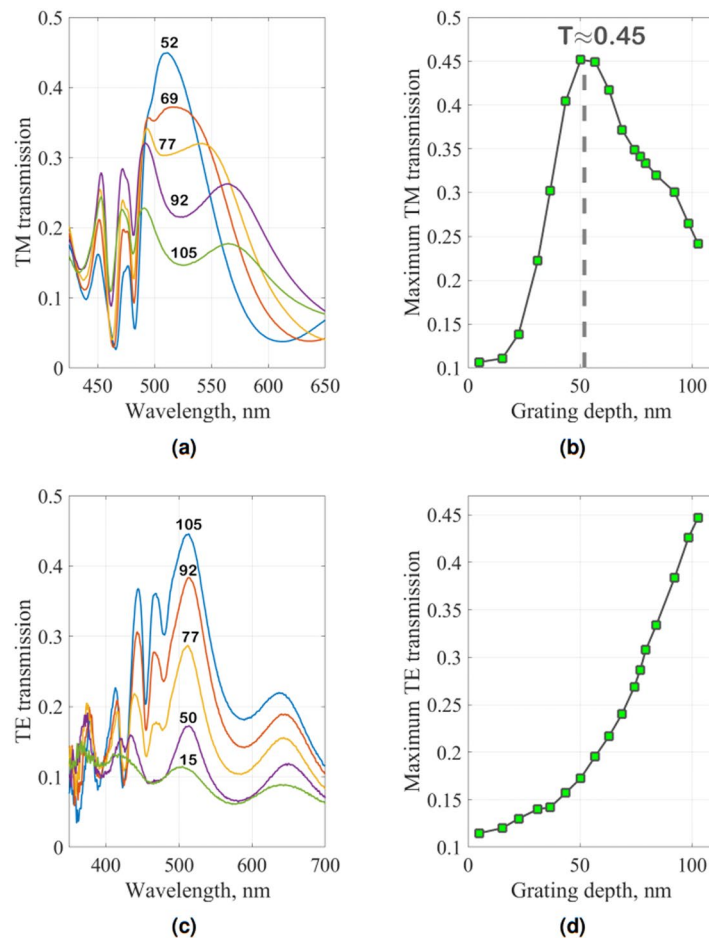 0.5
0.4
0.3
0.2
0.1
0
TM transmission
52
69
77
92
105
450 500 550 600 650
Wavelength, nm
(a)
T≈0.45
0.45
0.4
0.35
0.3
0.25
0.2
0.15
0.1
Maximum TM transmission
0 50 100
Grating depth, nm
(b)
0.5
0.4
0.3
0.2
0.1
0
TE transmission
105
92
77
50
15
400 500 600 700
Wavelength, nm
(c)
0.45
0.4
0.35
0.3
0.25
0.2
0.15
0.1
Maximum TE transmission
0 50 100
Grating depth, nm
(d)